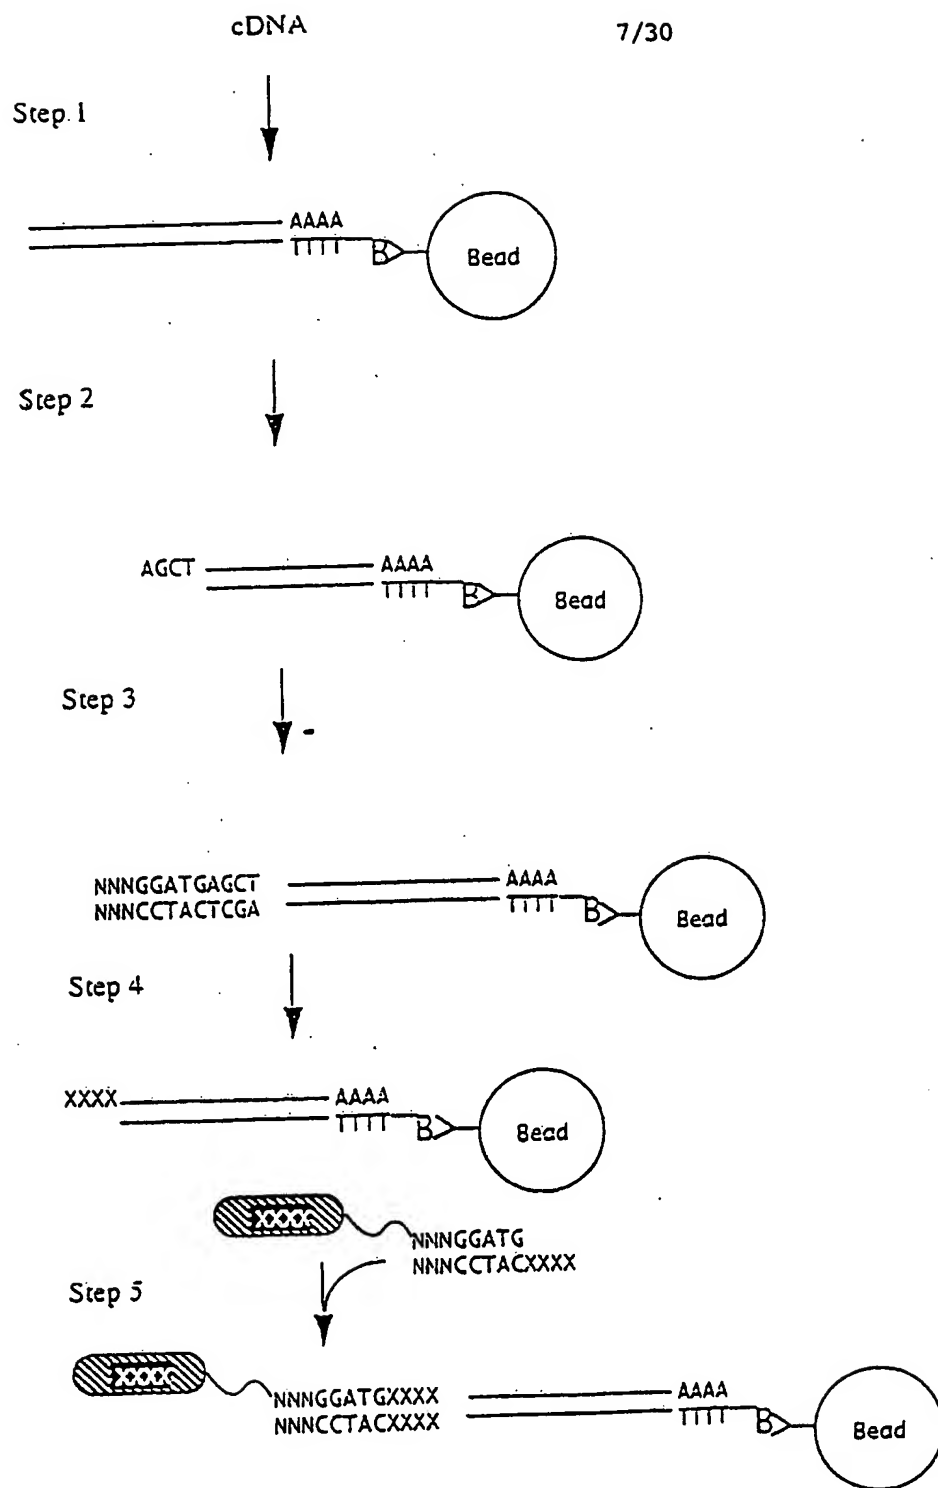 cDNA
7/30
Step 1
AAAA
TTTT
B
Bead
Step 2
AGCT
AAAA
TTTT
B
Bead
Step 3
NNNGGATGAGCT
NNNCCTACTCGA
AAAA
TTTT
B
Bead
Step 4
XXXX
AAAA
TTTT
B
Bead
XXXX
NNNGGATG
NNNCCTACXXXX
Step 5
XXXX
NNNGGATGXXXX
NNNCCTACXXXX
AAAA
TTTT
B
Bead